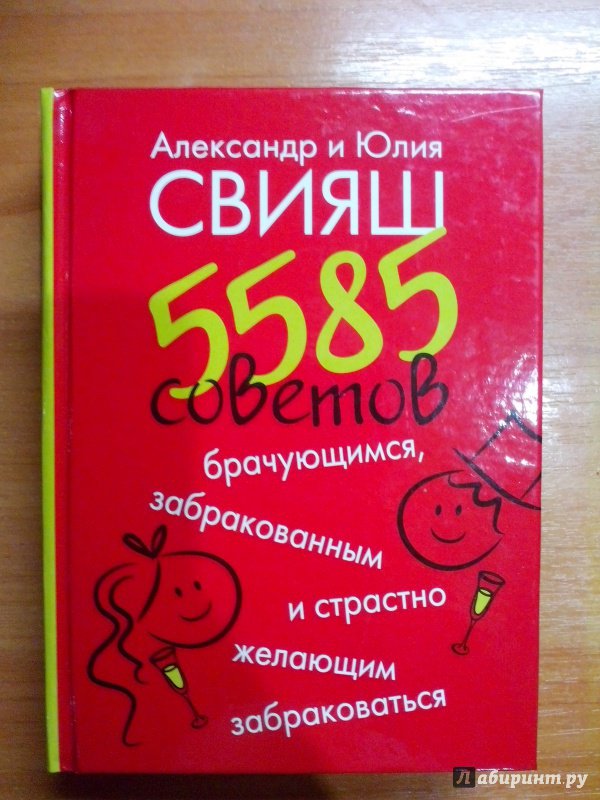 Александр и Юлия
СВИЯШ
5585
советов
брачующимся,
забракованным
и страстно
желающим
забраковаться
Лабиринт.ру